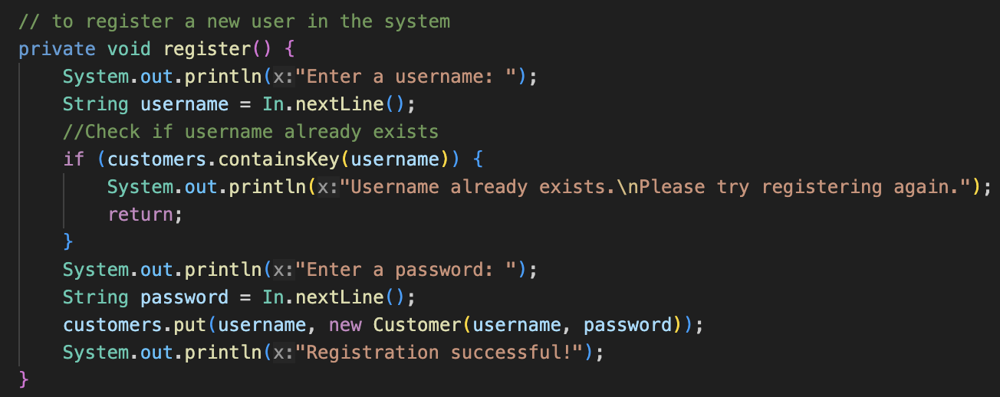 // to register a new user in the system
private void register() {
    System.out.println(x:"Enter a username: ");
    String username = In.nextLine();
    //Check if username already exists
    if (customers.containsKey(username)) {
        System.out.println(x:"Username already exists.\nPlease try registering again.");
        return;
    }
    System.out.println(x:"Enter a password: ");
    String password = In.nextLine();
    customers.put(username, new Customer(username, password));
    System.out.println(x:"Registration successful!");
}